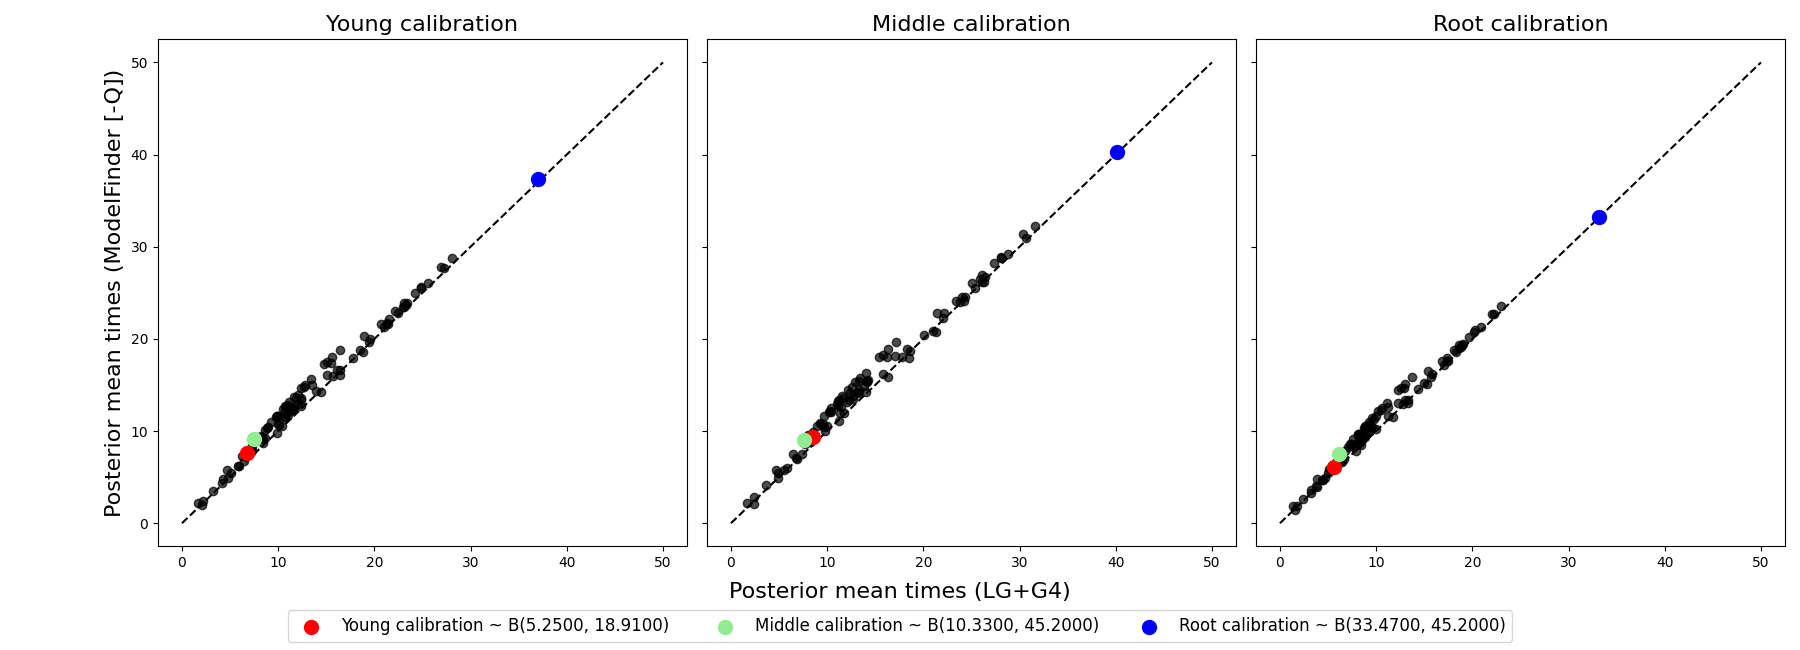 Young calibration
Middle calibration
Root calibration
Posterior mean times (ModelFinder [-Q])
50
40
30
20
10
0
0 10 20 30 40 50
0 10 20 30 40 50
0 10 20 30 40 50
Posterior mean times (LG+G4)
Young calibration ~ B(5.2500, 18.9100)
Middle calibration ~ B(10.3300, 45.2000)
Root calibration ~ B(33.4700, 45.2000)